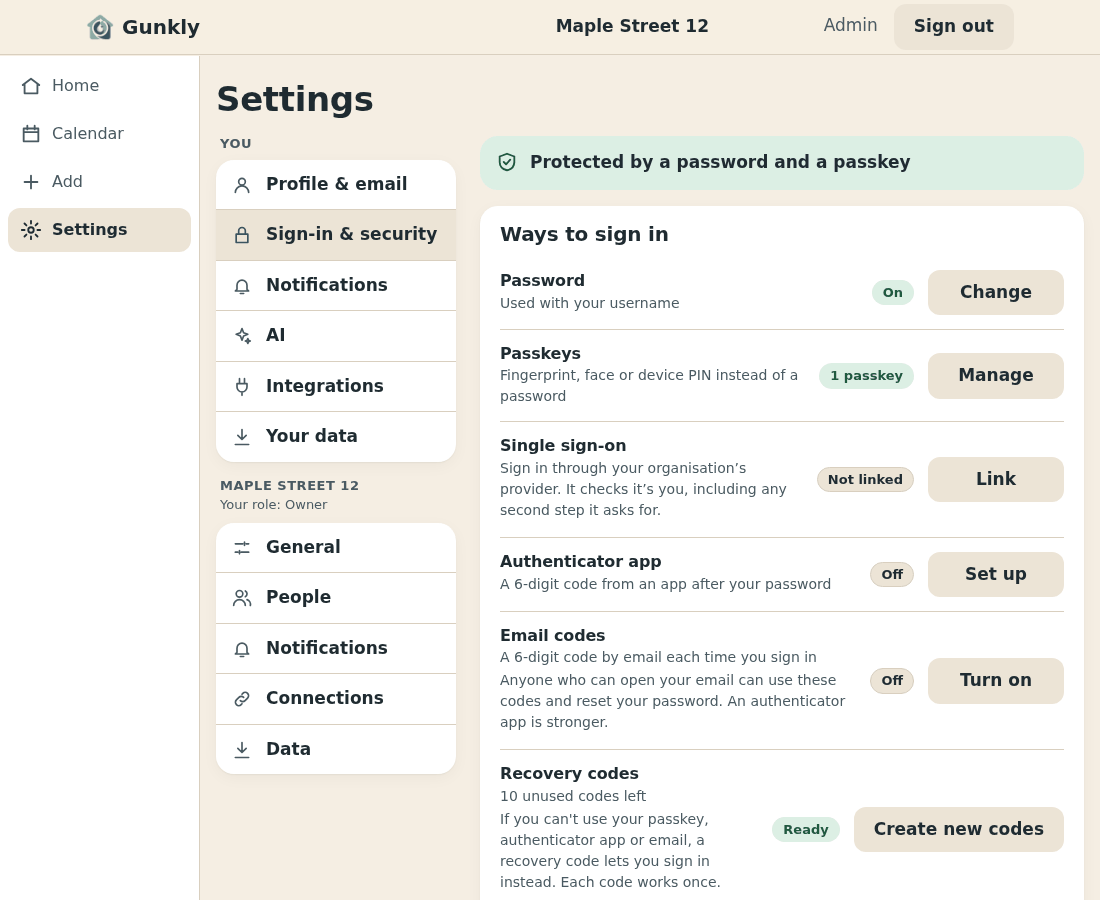 Gunkly
Maple Street 12
Admin
Sign out
Home
Calendar
Add
Settings
Settings
YOU
Profile & email
Sign-in & security
Notifications
AI
Integrations
Your data
MAPLE STREET 12
Your role: Owner
General
People
Notifications
Connections
Data
Protected by a password and a passkey
Ways to sign in
Password
Used with your username
On
Change
Passkeys
Fingerprint, face or device PIN instead of a
password
1 passkey
Manage
Single sign-on
Sign in through your organisation’s
provider. It checks it’s you, including any
second step it asks for.
Not linked
Link
Authenticator app
A 6-digit code from an app after your password
Off
Set up
Email codes
A 6-digit code by email each time you sign in
Anyone who can open your email can use these
codes and reset your password. An authenticator
app is stronger.
Off
Turn on
Recovery codes
10 unused codes left
If you can't use your passkey,
authenticator app or email, a
recovery code lets you sign in
instead. Each code works once.
Ready
Create new codes